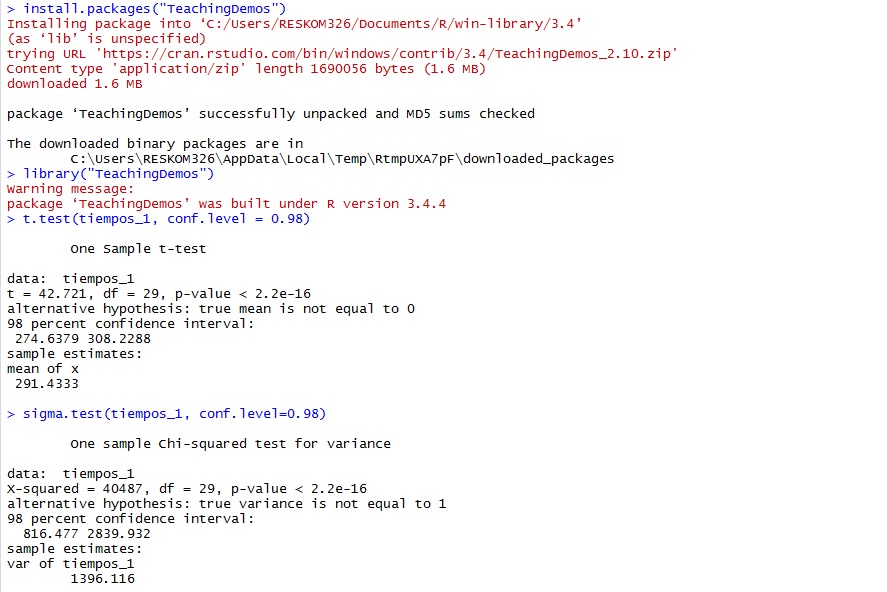 > install.packages("TeachingDemos")
Installing package into ‘C:/Users/RESKOM326/Documents/R/win-library/3.4’
(as ‘lib’ is unspecified)
trying URL 'https://cran.rstudio.com/bin/windows/contrib/3.4/TeachingDemos_2.10.zip'
Content type 'application/zip' length 1690056 bytes (1.6 MB)
downloaded 1.6 MB
package ‘TeachingDemos’ successfully unpacked and MD5 sums checked
The downloaded binary packages are in
C:\Users\RESKOM326\AppData\Local\Temp\RtmpUXA7pF\downloaded_packages
> library("TeachingDemos")
Warning message:
package ‘TeachingDemos’ was built under R version 3.4.4
> t.test(tiempos_1, conf.level = 0.98)
One Sample t-test
data:  tiempos_1
t = 42.721, df = 29, p-value < 2.2e-16
alternative hypothesis: true mean is not equal to 0
98 percent confidence interval:
274.6379 308.2288
sample estimates:
mean of x
291.4333
> sigma.test(tiempos_1, conf.level=0.98)
One sample Chi-squared test for variance
data:  tiempos_1
X-squared = 40487, df = 29, p-value < 2.2e-16
alternative hypothesis: true variance is not equal to 1
98 percent confidence interval:
816.477 2839.932
sample estimates:
var of tiempos_1
1396.116